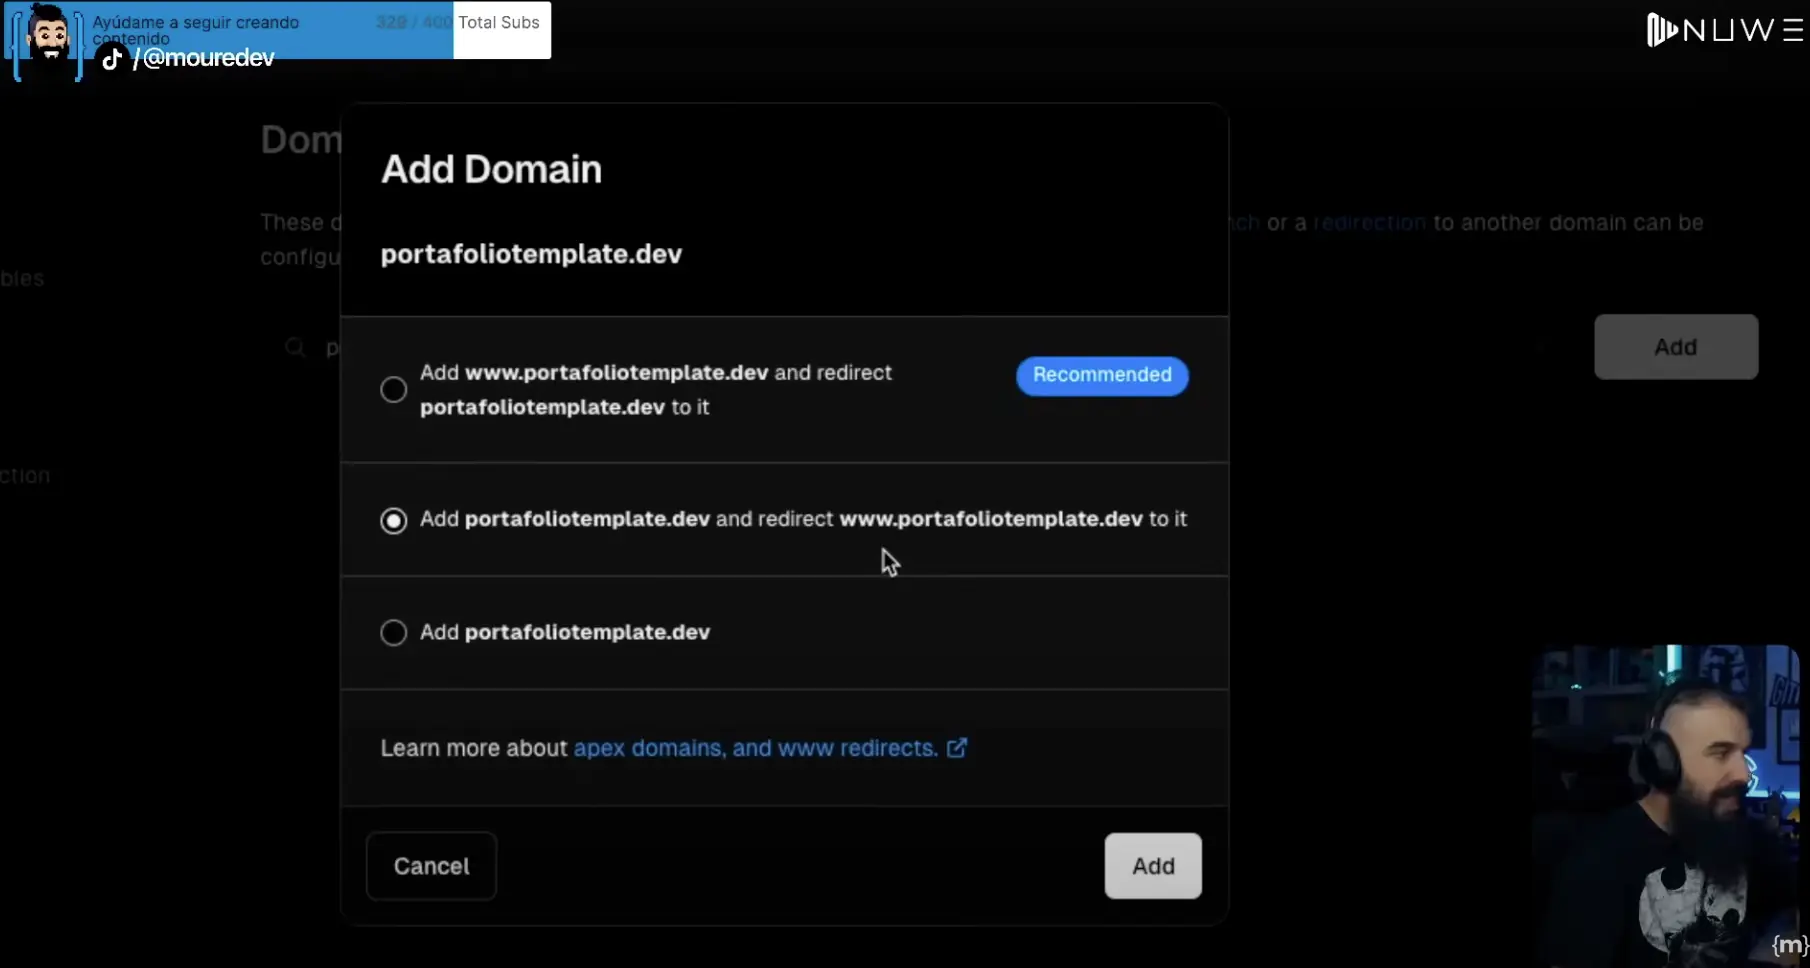 Ayúdame a seguir creando
contenido
329 / 400
Total Subs
/@mouredev
NUWE
Dom
Add Domain
These d
nch or a redirection to another domain can be
configu
portafoliotemplate.dev
bles
Add www.portafoliotemplate.dev and redirect
portafoliotemplate.dev to it
Recommended
p
Add
ction
Add portafoliotemplate.dev and redirect www.portafoliotemplate.dev to it
Add portafoliotemplate.dev
Learn more about apex domains, and www redirects.
Cancel
Add
{m}